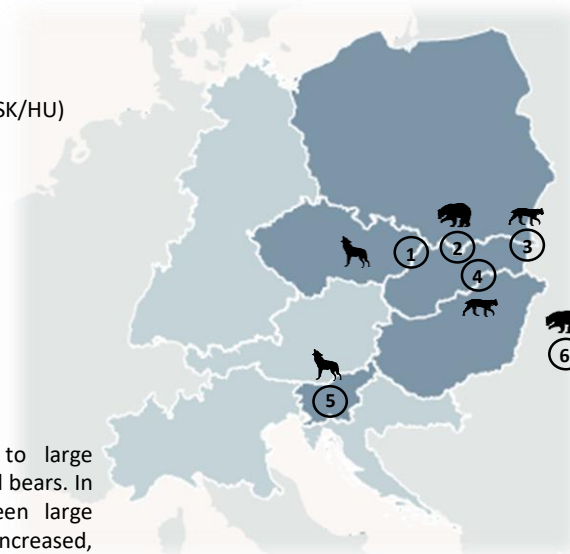 SK/HU)
1
2
3
4
6
5
to large
bears. In
een large
ncreased,